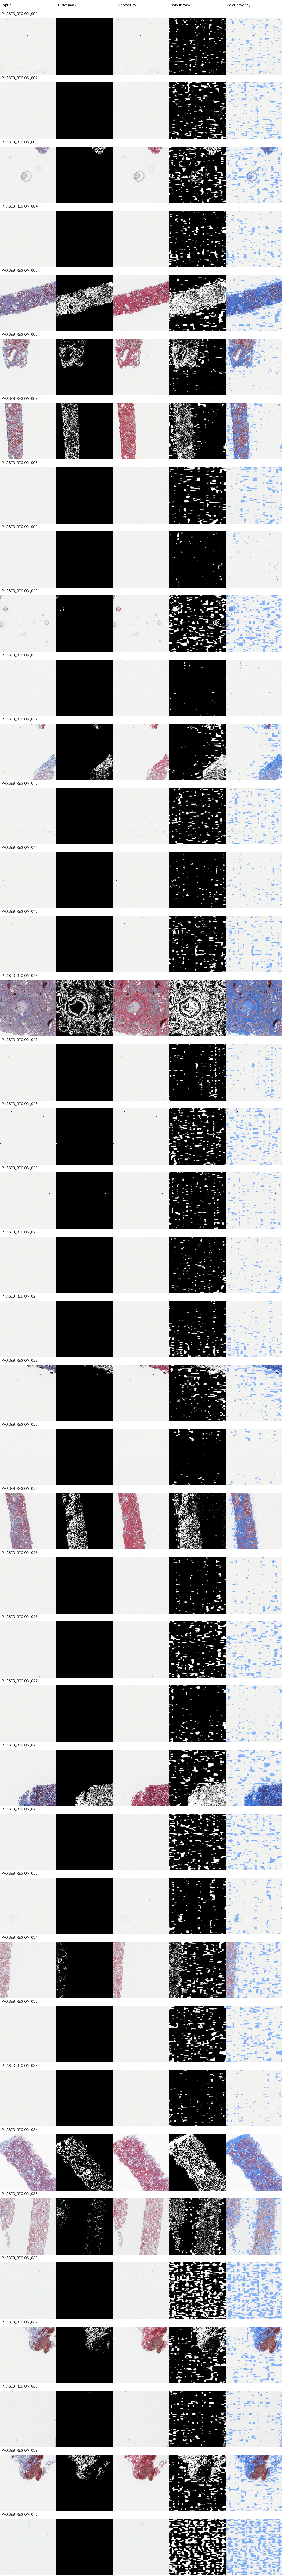 Input U-Net mask U-Net overlay Colour mask Colour overlay
PHASEB_REGION_001
PHASEB_REGION_002
PHASEB_REGION_003
PHASEB_REGION_004
PHASEB_REGION_005
PHASEB_REGION_006
PHASEB_REGION_007
PHASEB_REGION_008
PHASEB_REGION_009
PHASEB_REGION_010
PHASEB_REGION_011
PHASEB_REGION_012
PHASEB_REGION_013
PHASEB_REGION_014
PHASEB_REGION_015
PHASEB_REGION_016
PHASEB_REGION_017
PHASEB_REGION_018
PHASEB_REGION_019
PHASEB_REGION_020
PHASEB_REGION_021
PHASEB_REGION_022
PHASEB_REGION_023
PHASEB_REGION_024
PHASEB_REGION_025
PHASEB_REGION_026
PHASEB_REGION_027
PHASEB_REGION_028
PHASEB_REGION_029
PHASEB_REGION_030
PHASEB_REGION_031
PHASEB_REGION_032
PHASEB_REGION_033
PHASEB_REGION_034
PHASEB_REGION_035
PHASEB_REGION_036
PHASEB_REGION_037
PHASEB_REGION_038
PHASEB_REGION_039
PHASEB_REGION_040